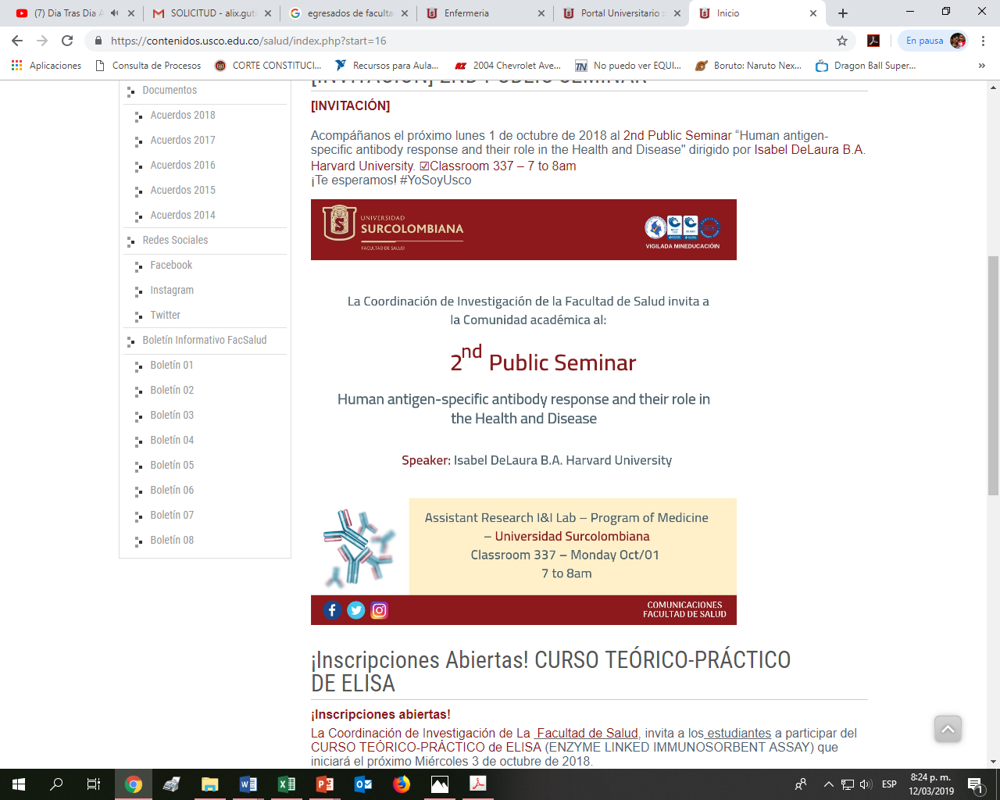 (7) Dia Tras Dia A
SOLICITUD - alix.gut
egresados de faculta
Enfermeria
Portal Universitario
Inicio
https://contenidos.usco.edu.co/salud/index.php?start=16
En pausa
Aplicaciones
Consulta de Procesos
CORTE CONSTITUCI...
Recursos para Aula...
2004 Chevrolet Ave...
No puedo ver EQUI...
Boruto: Naruto Nex...
Dragon Ball Super...
»
Documentos
Acuerdos 2018
Acuerdos 2017
Acuerdos 2016
Acuerdos 2015
Acuerdos 2014
Redes Sociales
Facebook
Instagram
Twitter
Boletín Informativo FacSalud
Boletín 01
Boletín 02
Boletín 03
Boletín 04
Boletín 05
Boletín 06
Boletín 07
Boletín 08
[INVITACIÓN] 2ND PUBLIC SEMINAR
[INVITACIÓN]
Acompáñanos el próximo lunes 1 de octubre de 2018 al 2nd Public Seminar “Human antigen-
specific antibody response and their role in the Health and Disease" dirigido por Isabel DeLaura B.A.
Harvard University. ☑Classroom 337 – 7 to 8am
¡Te esperamos! #YoSoyUsco
UNIVERSIDAD
SURCOLOMBIANA
FACULTAD DE SALUD
VIGILADA MINEDUCACIÓIN
La Coordinación de Investigación de la Facultad de Salud invita a
la Comunidad académica al:
2nd Public Seminar
Human antigen-specific antibody response and their role in
the Health and Disease
Speaker: Isabel DeLaura B.A. Harvard University
Assistant Research I&I Lab – Program of Medicine
– Universidad Surcolombiana
Classroom 337 – Monday Oct/01
7 to 8am
COMUNICACIONES
FACULTAD DE SALUD
¡Inscripciones Abiertas! CURSO TEÓRICO-PRÁCTICO
DE ELISA
¡Inscripciones abiertas!
La Coordinación de Investigación de La Facultad de Salud, invita a los estudiantes a participar del
CURSO TEÓRICO-PRÁCTICO de ELISA (ENZYME LINKED IMMUNOSORBENT ASSAY) que
iniciará el próximo Miércoles 3 de octubre de 2018.
ESP
8:24 p. m.
12/03/2019
1